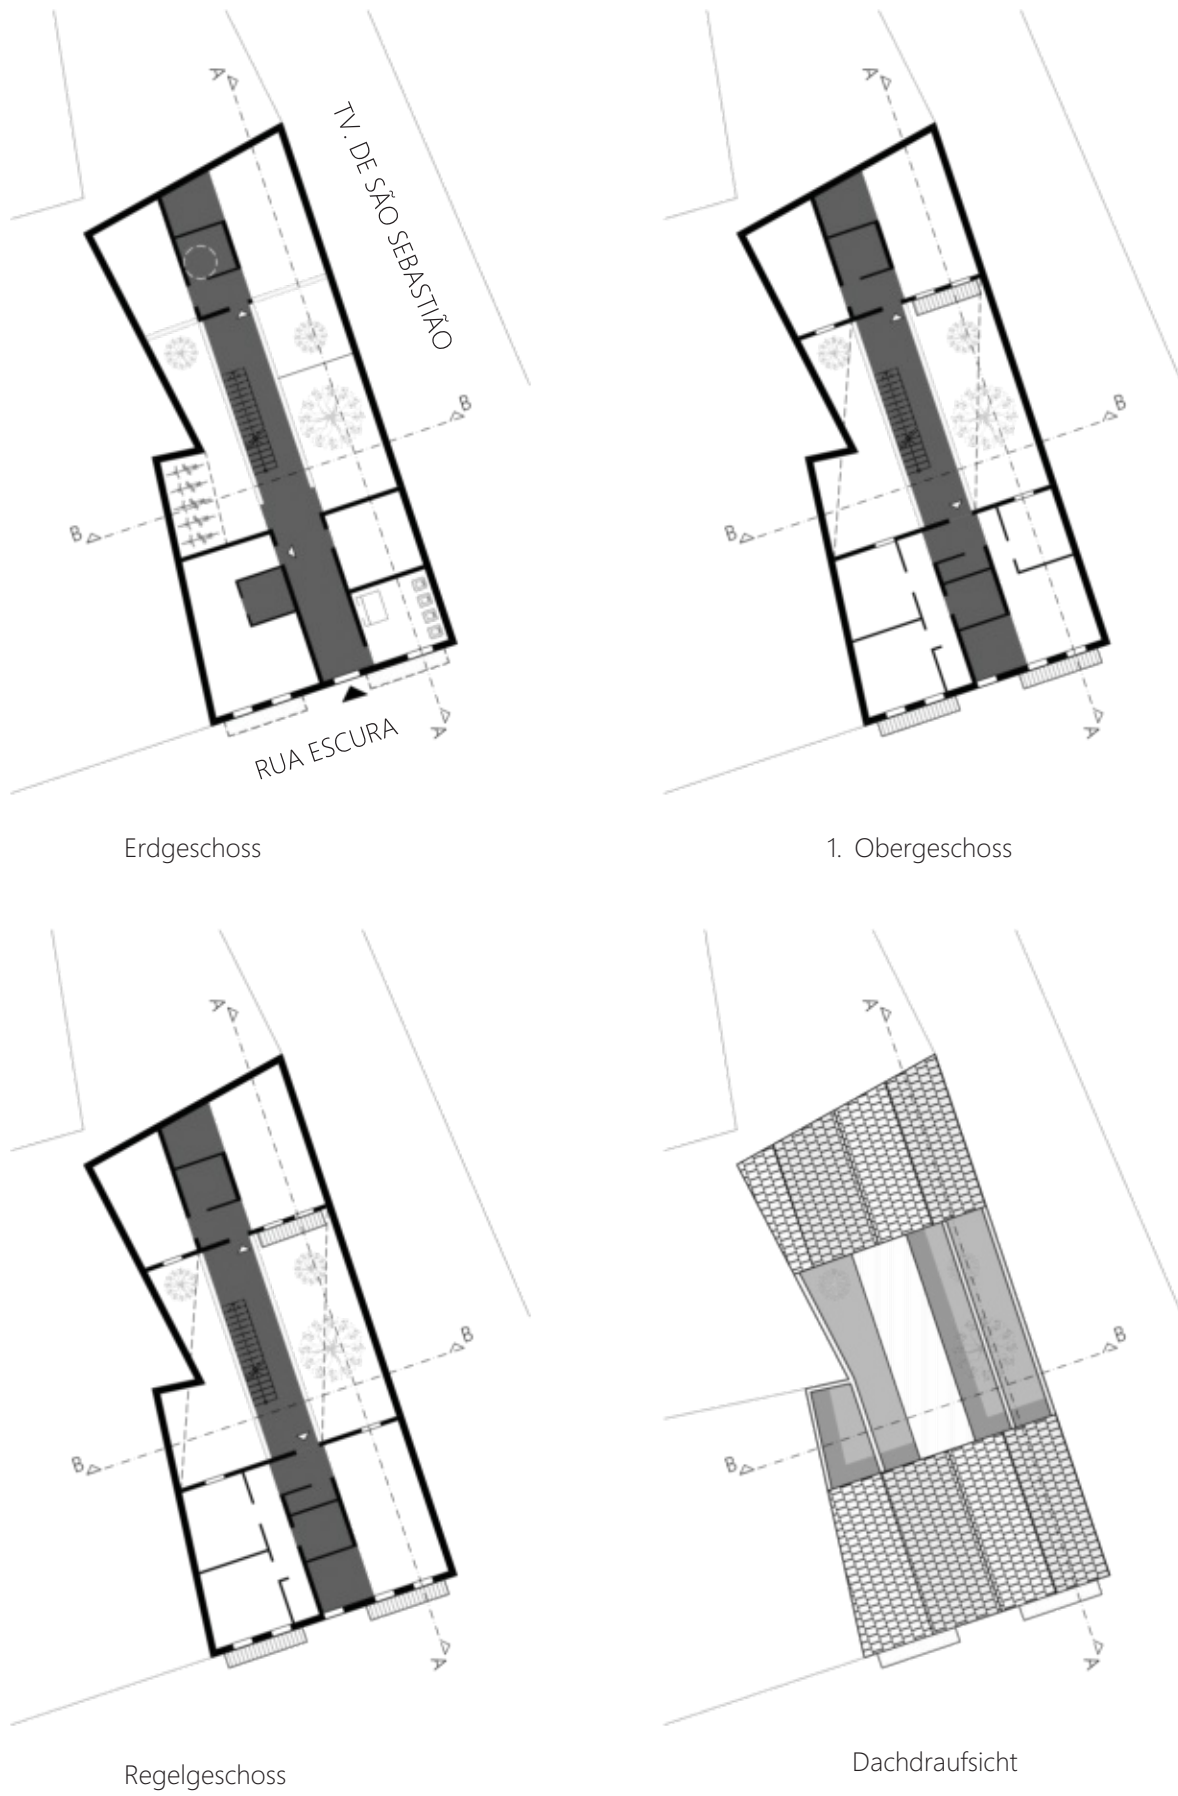 A
TV. DE SÃO SEBASTIÃO
B
B
A
RUA ESCURA
Erdgeschoss
A
B
B
A
1. Obergeschoss
A
B
B
A
Regelgeschoss
A
B
B
A
Dachdraufsicht